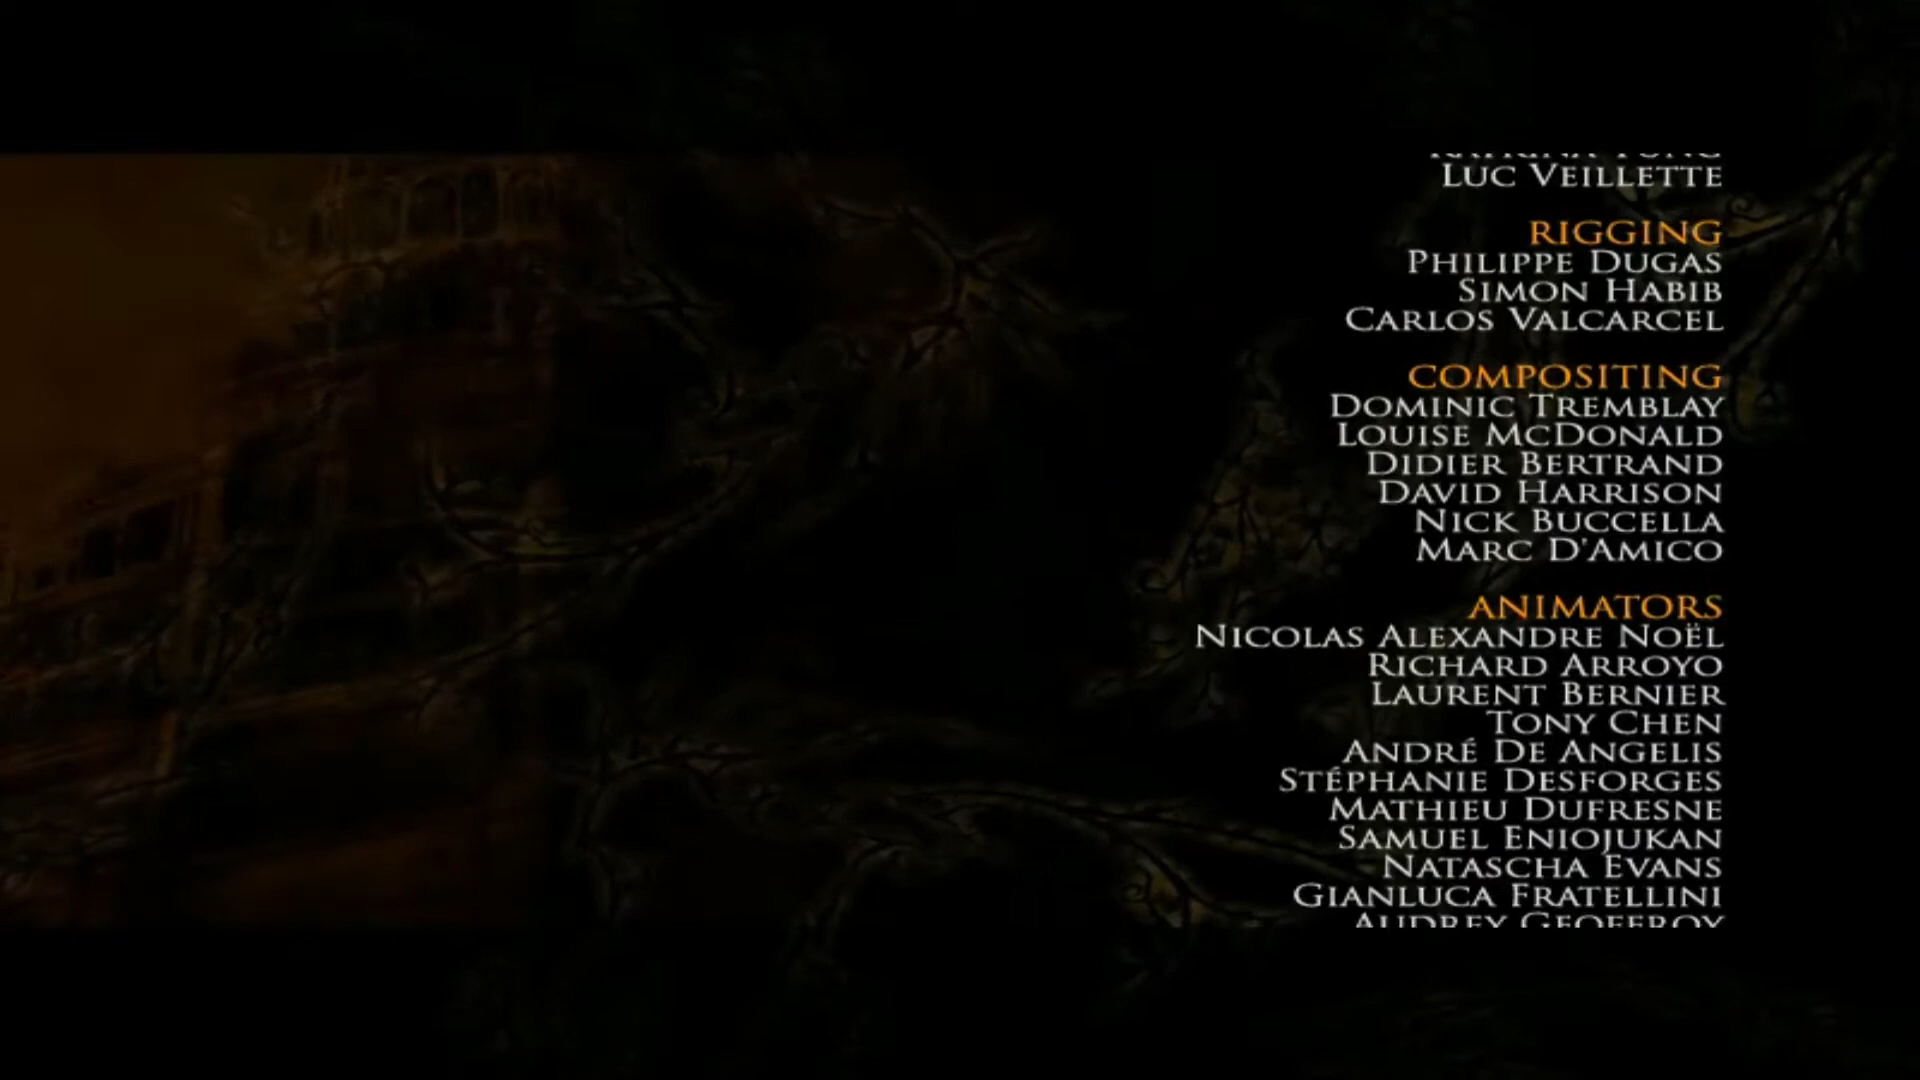 LUC VEILLETTE
RIGGING
PHILIPPE DUGAS
SIMON HABIB
CARLOS VALCARCEL
COMPOSITING
DOMINIC TREMBLAY
LOUISE MCDONALD
DIDIER BERTRAND
DAVID HARRISON
NICK BUCCELLA
MARC D'AMICO
ANIMATORS
NICOLAS ALEXANDRE NOËL
RICHARD ARROYO
LAURENT BERNIER
TONY CHEN
ANDRÉ DE ANGELIS
STÉPHANIE DESFORGES
MATHIEU DUFRESNE
SAMUEL ENIOJUKAN
NATASCHA EVANS
GIANLUCA FRATELLINI
AUDREY GEOFFROY